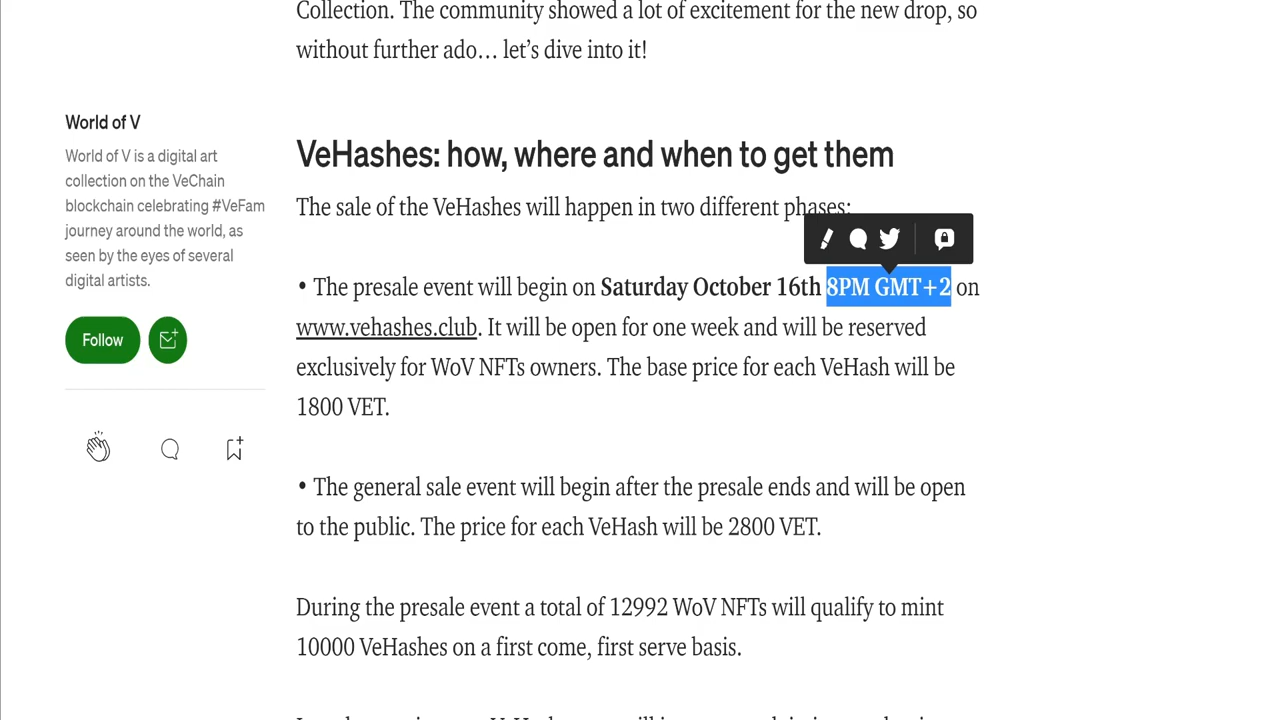 Collection. The community showed a lot of excitement for the new drop, so
without further ado… let's dive into it!
World of V
World of V is a digital art
collection on the VeChain
blockchain celebrating #VeFam
journey around the world, as
seen by the eyes of several
digital artists.
Follow
VeHashes: how, where and when to get them
The sale of the VeHashes will happen in two different phases:
• The presale event will begin on Saturday October 16th 8PM GMT+2 on
www.vehashes.club. It will be open for one week and will be reserved
exclusively for WoV NFTs owners. The base price for each VeHash will be
1800 VET.
• The general sale event will begin after the presale ends and will be open
to the public. The price for each VeHash will be 2800 VET.
During the presale event a total of 12992 WoV NFTs will qualify to mint
10000 VeHashes on a first come, first serve basis.